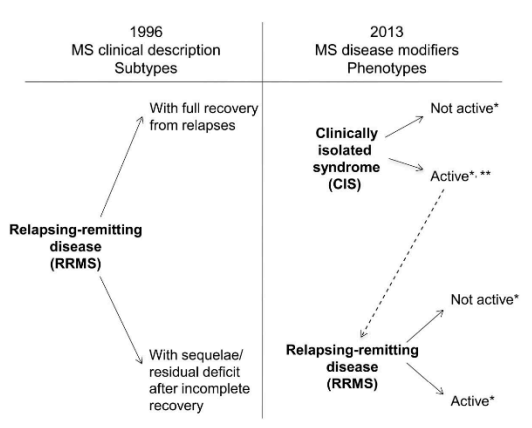 1996
MS clinical description
Subtypes
With full recovery
from relapses
Relapsing-remitting
disease
(RRMS)
With sequelae/
residual deficit
after incomplete
recovery
2013
MS disease modifiers
Phenotypes
Not active*
Clinically
isolated
syndrome
(CIS)
Active*, **
Not active*
Relapsing-remitting
disease
(RRMS)
Active*